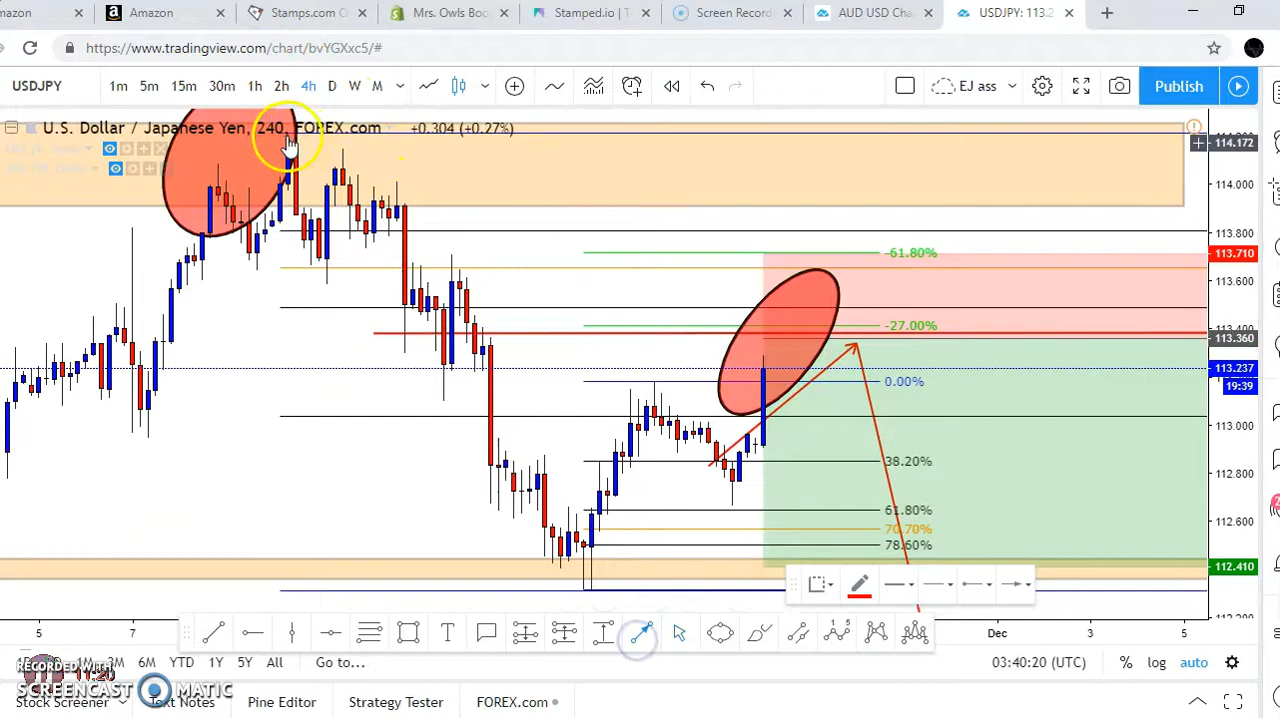 amazon
Amazon
Stamps.com O
Mrs. Owls Boo
Stamped.io | T
Screen Record
AUD USD Cha
USDJPY: 113.2
https://www.tradingview.com/chart/bvYGXxc5/#
USDJPY
1m 5m 15m 30m 1h 2h 4h D W M
EJ ass
Publish
U.S. Dollar / Japanese Yen, 240, FOREX.com +0.304 (+0.27%)
114.172
114.000
113.800
-61.80%
113.710
113.600
-27.00%
113.400
113.360
113.237
0.00%
19:39
113.000
38.20%
112.800
61.80%
112.600
70.70%
78.60%
112.410
5 7 Dec 3 5
3M 6M YTD 1Y 5Y All Go to...
03:40:20 (UTC) % log auto
RECORDED WITH
11:20
SCREENCAST MATIC
Stock Screener Text Notes Pine Editor Strategy Tester FOREX.com